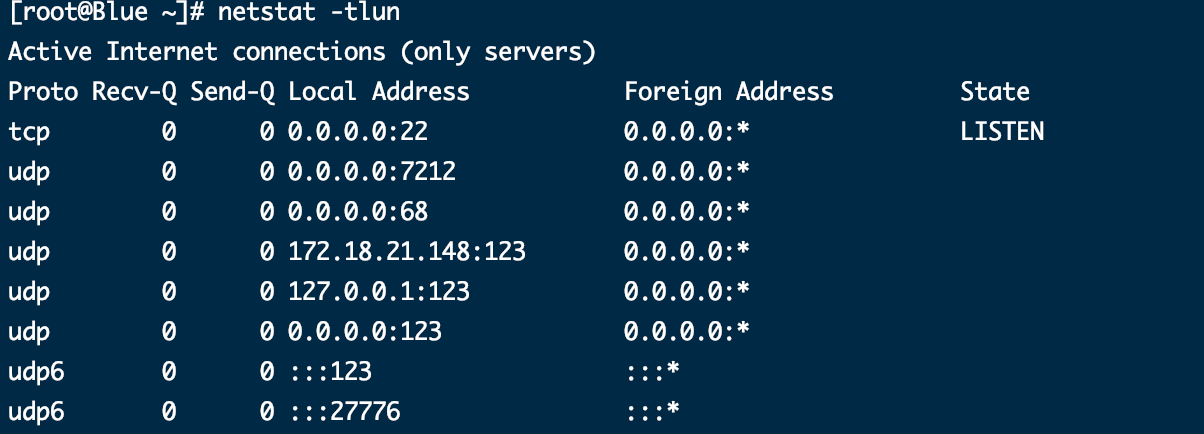 [root@Blue ~]# netstat -tlun
Active Internet connections (only servers)
Proto Recv-Q Send-Q Local Address           Foreign Address         State
tcp        0      0 0.0.0.0:22              0.0.0.0:*               LISTEN
udp        0      0 0.0.0.0:7212            0.0.0.0:*
udp        0      0 0.0.0.0:68              0.0.0.0:*
udp        0      0 172.18.21.148:123       0.0.0.0:*
udp        0      0 127.0.0.1:123           0.0.0.0:*
udp        0      0 0.0.0.0:123             0.0.0.0:*
udp6       0      0 :::123                  :::*
udp6       0      0 :::27776                :::*